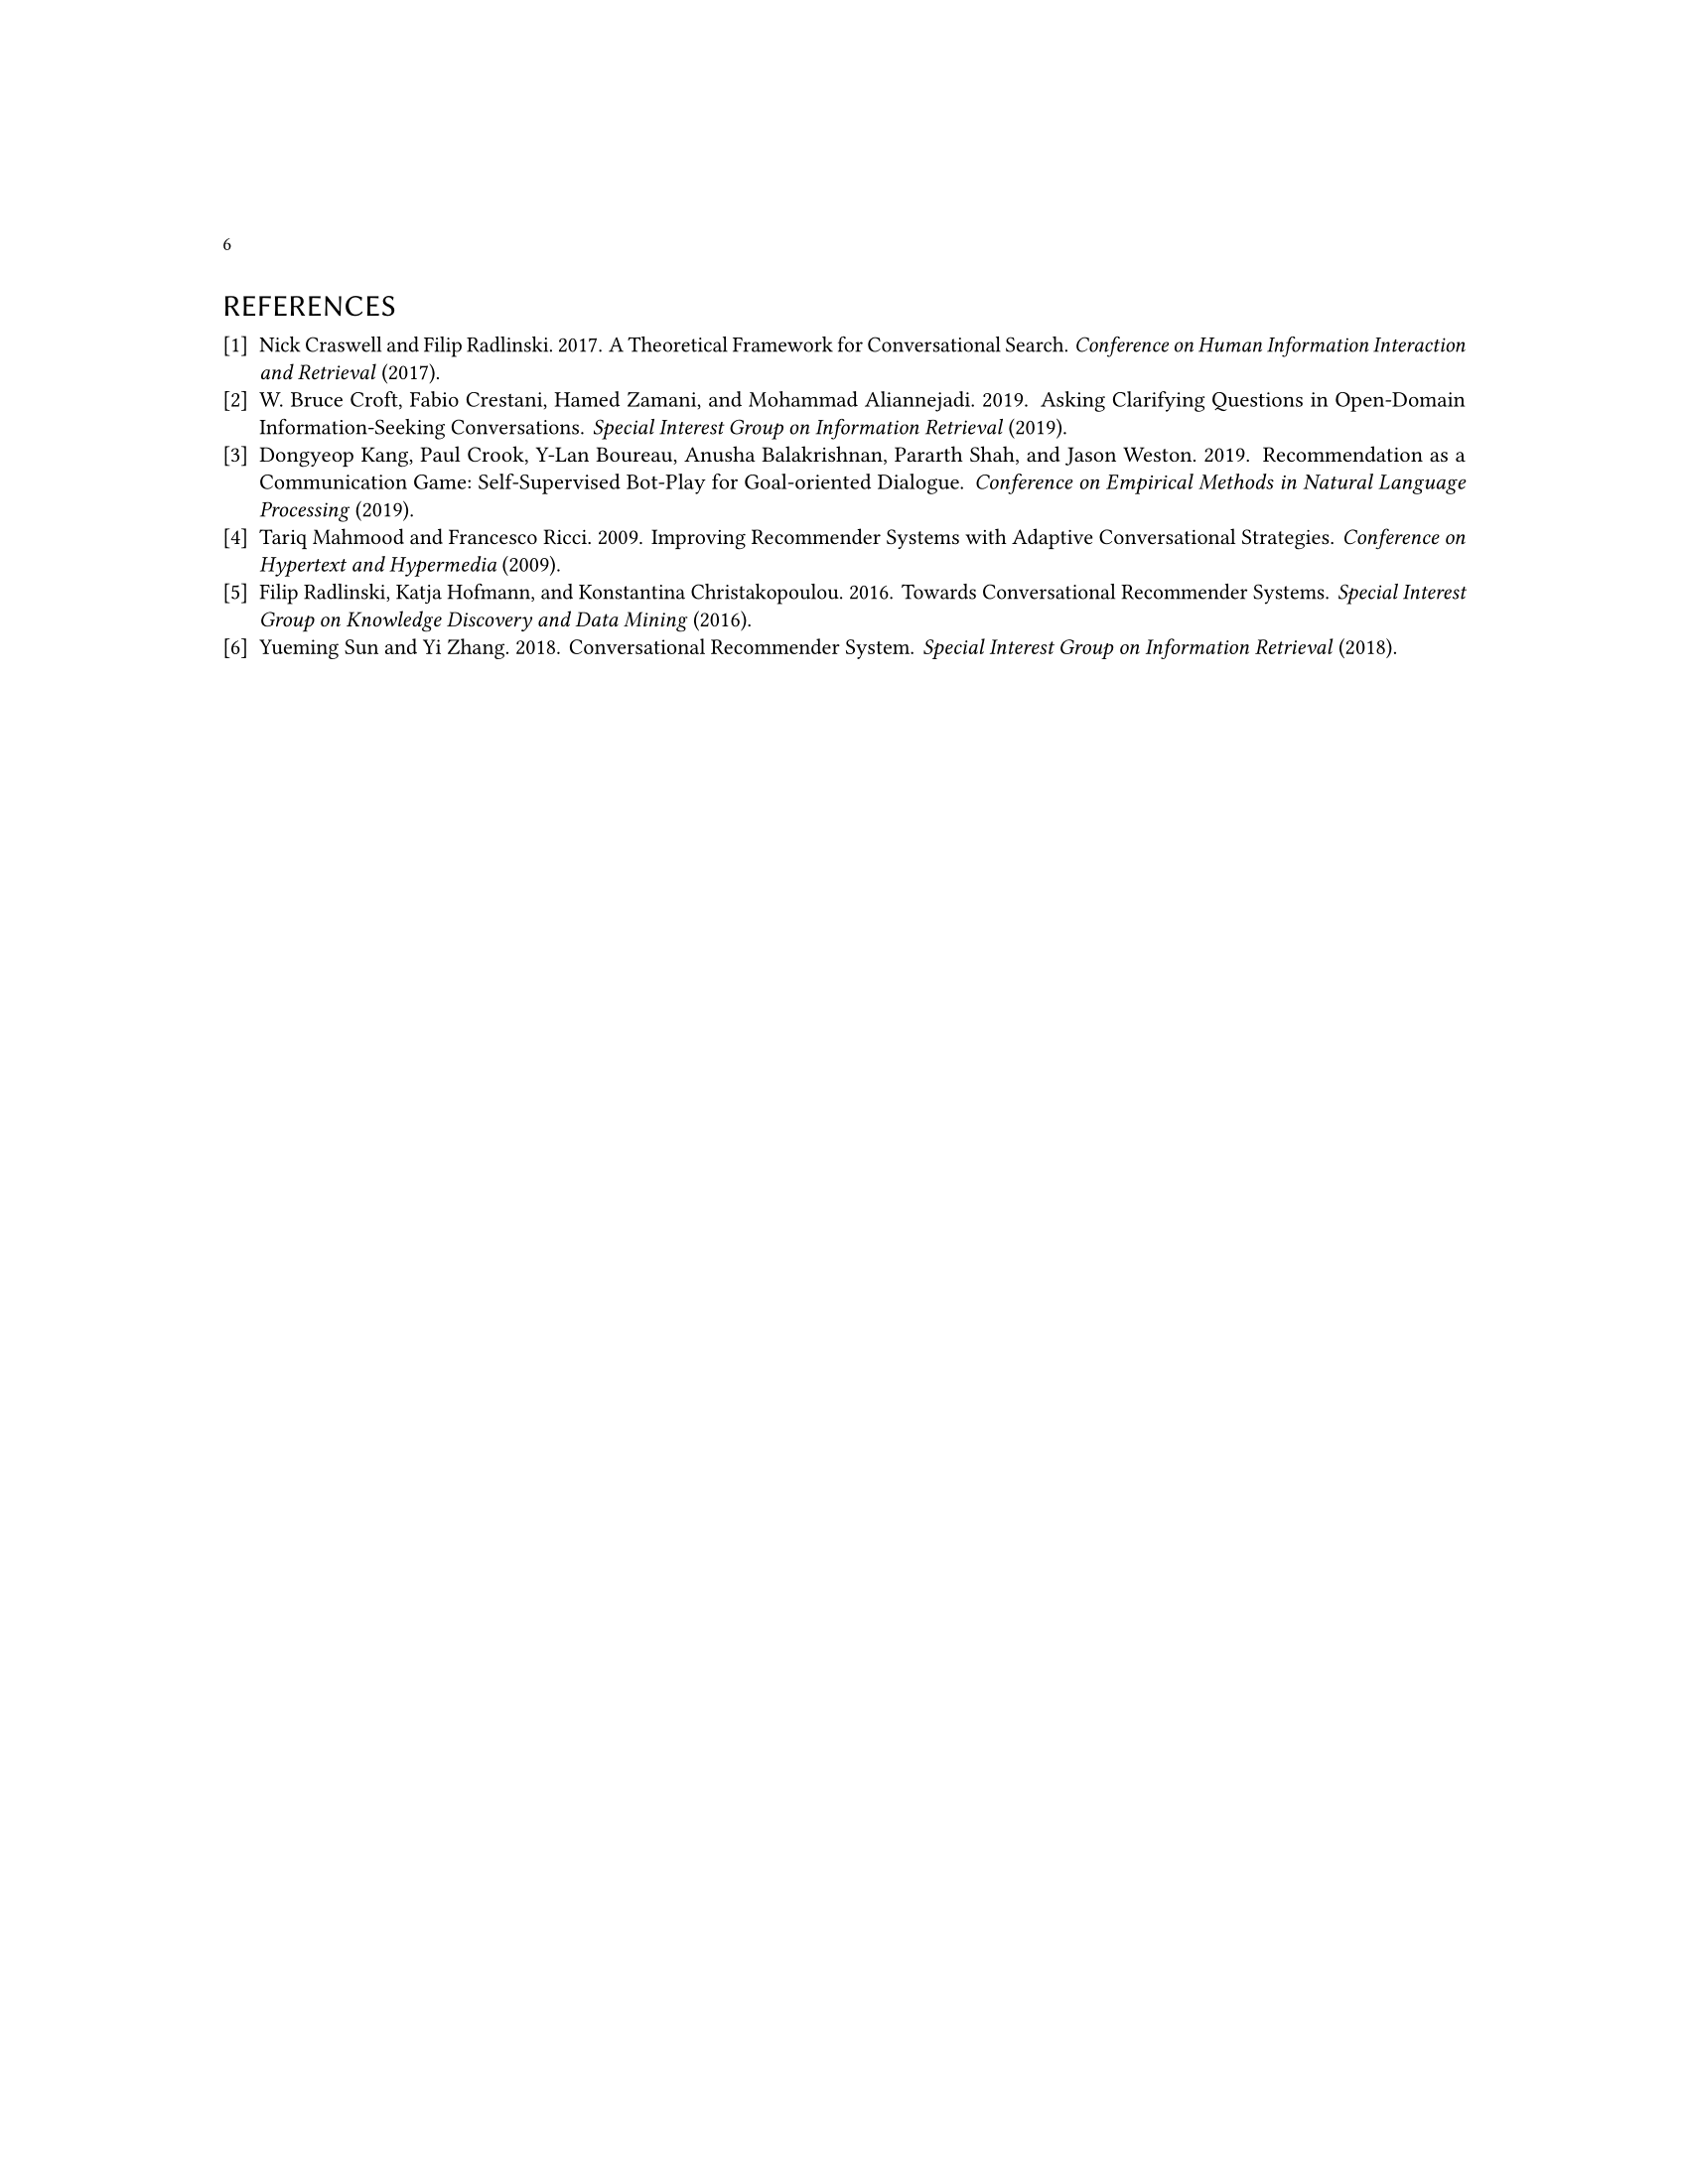 6
REFERENCES
[1] Nick Craswell and Filip Radlinski. 2017. A Theoretical Framework for Conversational Search. Conference on Human Information Interaction
and Retrieval (2017).
[2] W. Bruce Croft, Fabio Crestani, Hamed Zamani, and Mohammad Aliannejadi. 2019. Asking Clarifying Questions in Open-Domain
Information-Seeking Conversations. Special Interest Group on Information Retrieval (2019).
[3] Dongyeop Kang, Paul Crook, Y-Lan Boureau, Anusha Balakrishnan, Pararth Shah, and Jason Weston. 2019. Recommendation as a
Communication Game: Self-Supervised Bot-Play for Goal-oriented Dialogue. Conference on Empirical Methods in Natural Language
Processing (2019).
[4] Tariq Mahmood and Francesco Ricci. 2009. Improving Recommender Systems with Adaptive Conversational Strategies. Conference on
Hypertext and Hypermedia (2009).
[5] Filip Radlinski, Katja Hofmann, and Konstantina Christakopoulou. 2016. Towards Conversational Recommender Systems. Special Interest
Group on Knowledge Discovery and Data Mining (2016).
[6] Yueming Sun and Yi Zhang. 2018. Conversational Recommender System. Special Interest Group on Information Retrieval (2018).